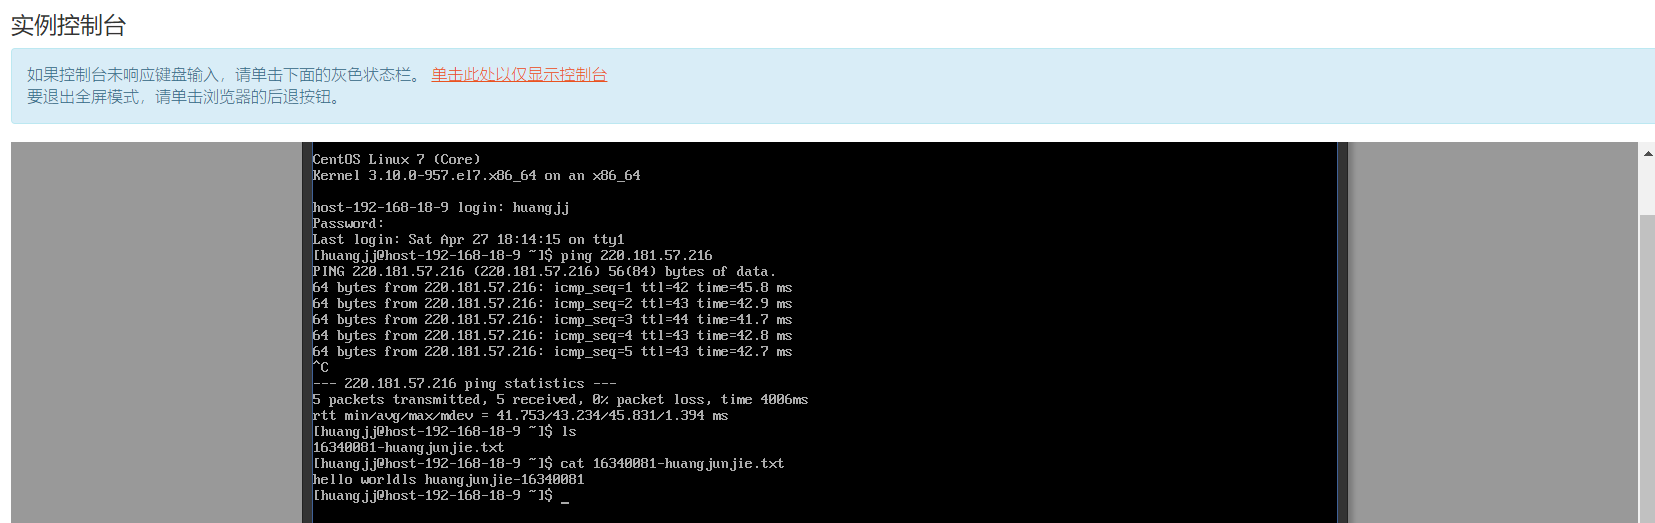 实例控制台
如果控制台未响应键盘输入，请单击下面的灰色状态栏。 单击此处以仅显示控制台
要退出全屏模式，请单击浏览器的后退按钮。
CentOS Linux 7 (Core)
Kernel 3.10.0-957.el7.x86_64 on an x86_64
host-192-168-18-9 login: huangjj
Password:
Last login: Sat Apr 27 18:14:15 on tty1
[huangjj@host-192-168-18-9 ~]$ ping 220.181.57.216
PING 220.181.57.216 (220.181.57.216) 56(84) bytes of data.
64 bytes from 220.181.57.216: icmp_seq=1 ttl=42 time=45.8 ms
64 bytes from 220.181.57.216: icmp_seq=2 ttl=43 time=42.9 ms
64 bytes from 220.181.57.216: icmp_seq=3 ttl=44 time=41.7 ms
64 bytes from 220.181.57.216: icmp_seq=4 ttl=43 time=42.8 ms
64 bytes from 220.181.57.216: icmp_seq=5 ttl=43 time=42.7 ms
^C
--- 220.181.57.216 ping statistics ---
5 packets transmitted, 5 received, 0% packet loss, time 4006ms
rtt min/avg/max/mdev = 41.753/43.234/45.831/1.394 ms
[huangjj@host-192-168-18-9 ~]$ ls
16340081-huangjunjie.txt
[huangjj@host-192-168-18-9 ~]$ cat 16340081-huangjunjie.txt
hello worldls huangjunjie-16340081
[huangjj@host-192-168-18-9 ~]$ _